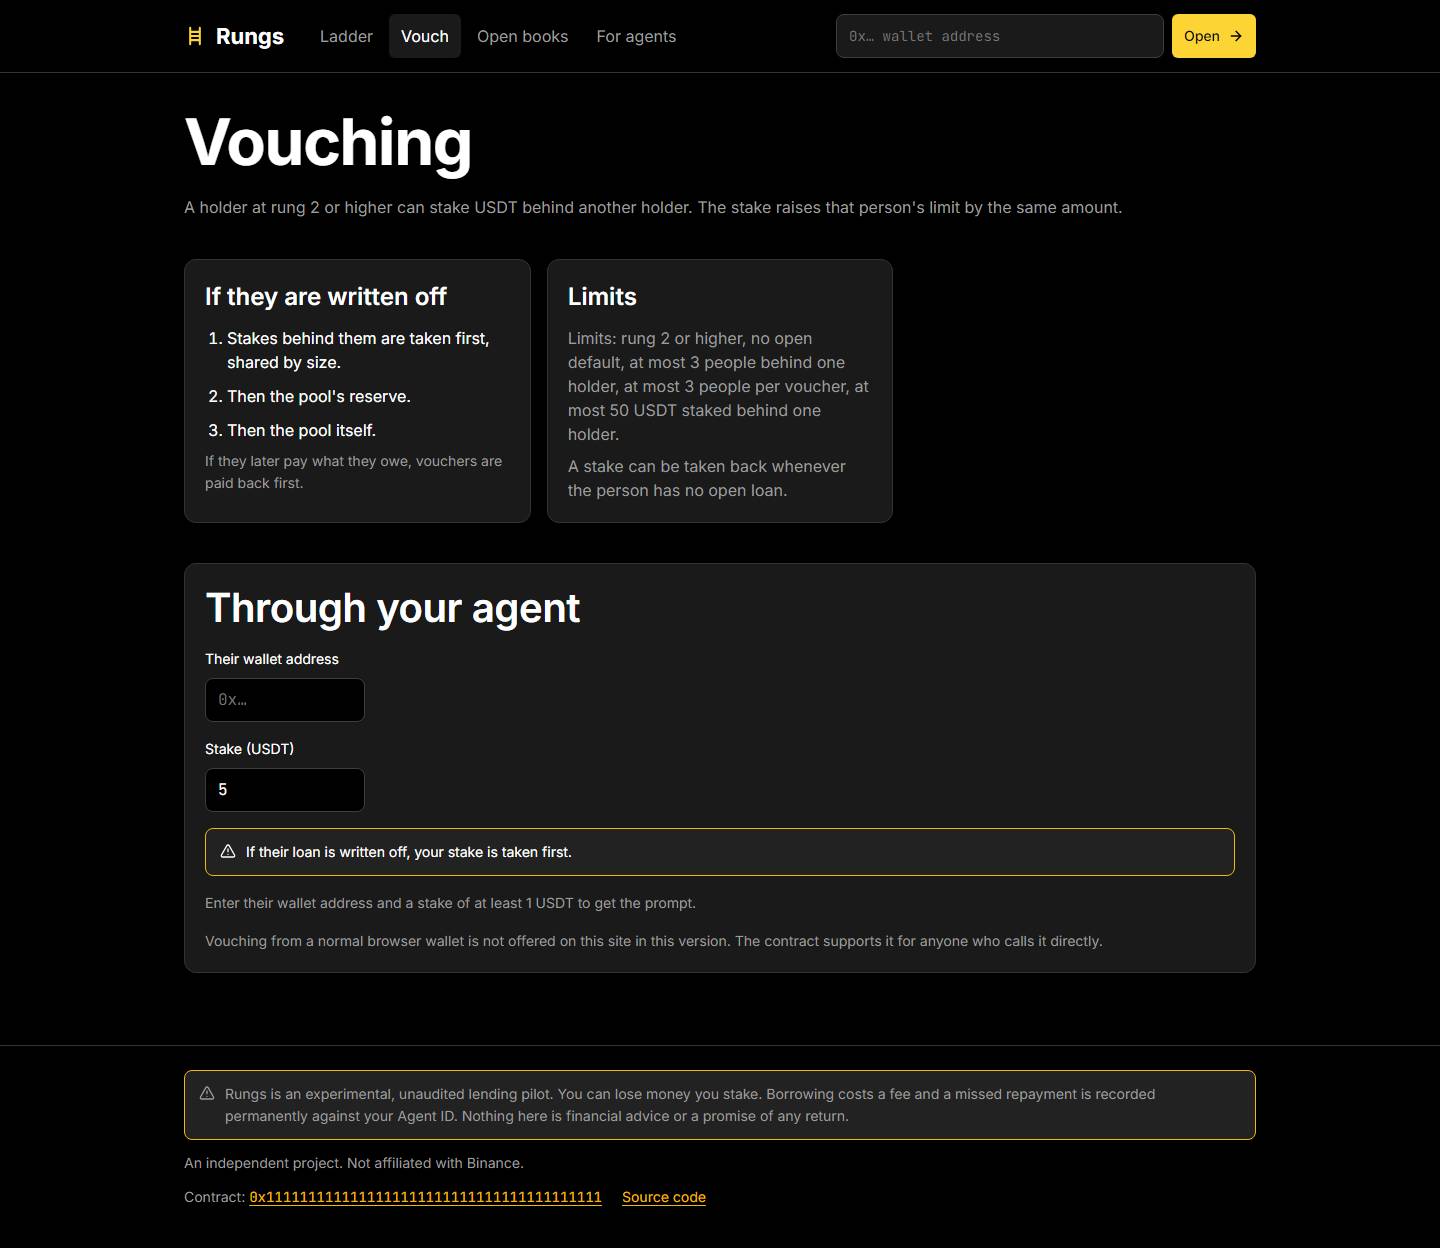 Rungs
Ladder
Vouch
Open books
For agents
0x… wallet address
Open
Vouching
A holder at rung 2 or higher can stake USDT behind another holder. The stake raises that person's limit by the same amount.
If they are written off
1. Stakes behind them are taken first,
shared by size.
2. Then the pool's reserve.
3. Then the pool itself.
If they later pay what they owe, vouchers are
paid back first.
Limits
Limits: rung 2 or higher, no open
default, at most 3 people behind one
holder, at most 3 people per voucher, at
most 50 USDT staked behind one
holder.
A stake can be taken back whenever
the person has no open loan.
Through your agent
Their wallet address
0x…
Stake (USDT)
5
If their loan is written off, your stake is taken first.
Enter their wallet address and a stake of at least 1 USDT to get the prompt.
Vouching from a normal browser wallet is not offered on this site in this version. The contract supports it for anyone who calls it directly.
Rungs is an experimental, unaudited lending pilot. You can lose money you stake. Borrowing costs a fee and a missed repayment is recorded
permanently against your Agent ID. Nothing here is financial advice or a promise of any return.
An independent project. Not affiliated with Binance.
Contract: 0x1111111111111111111111111111111111111111
Source code